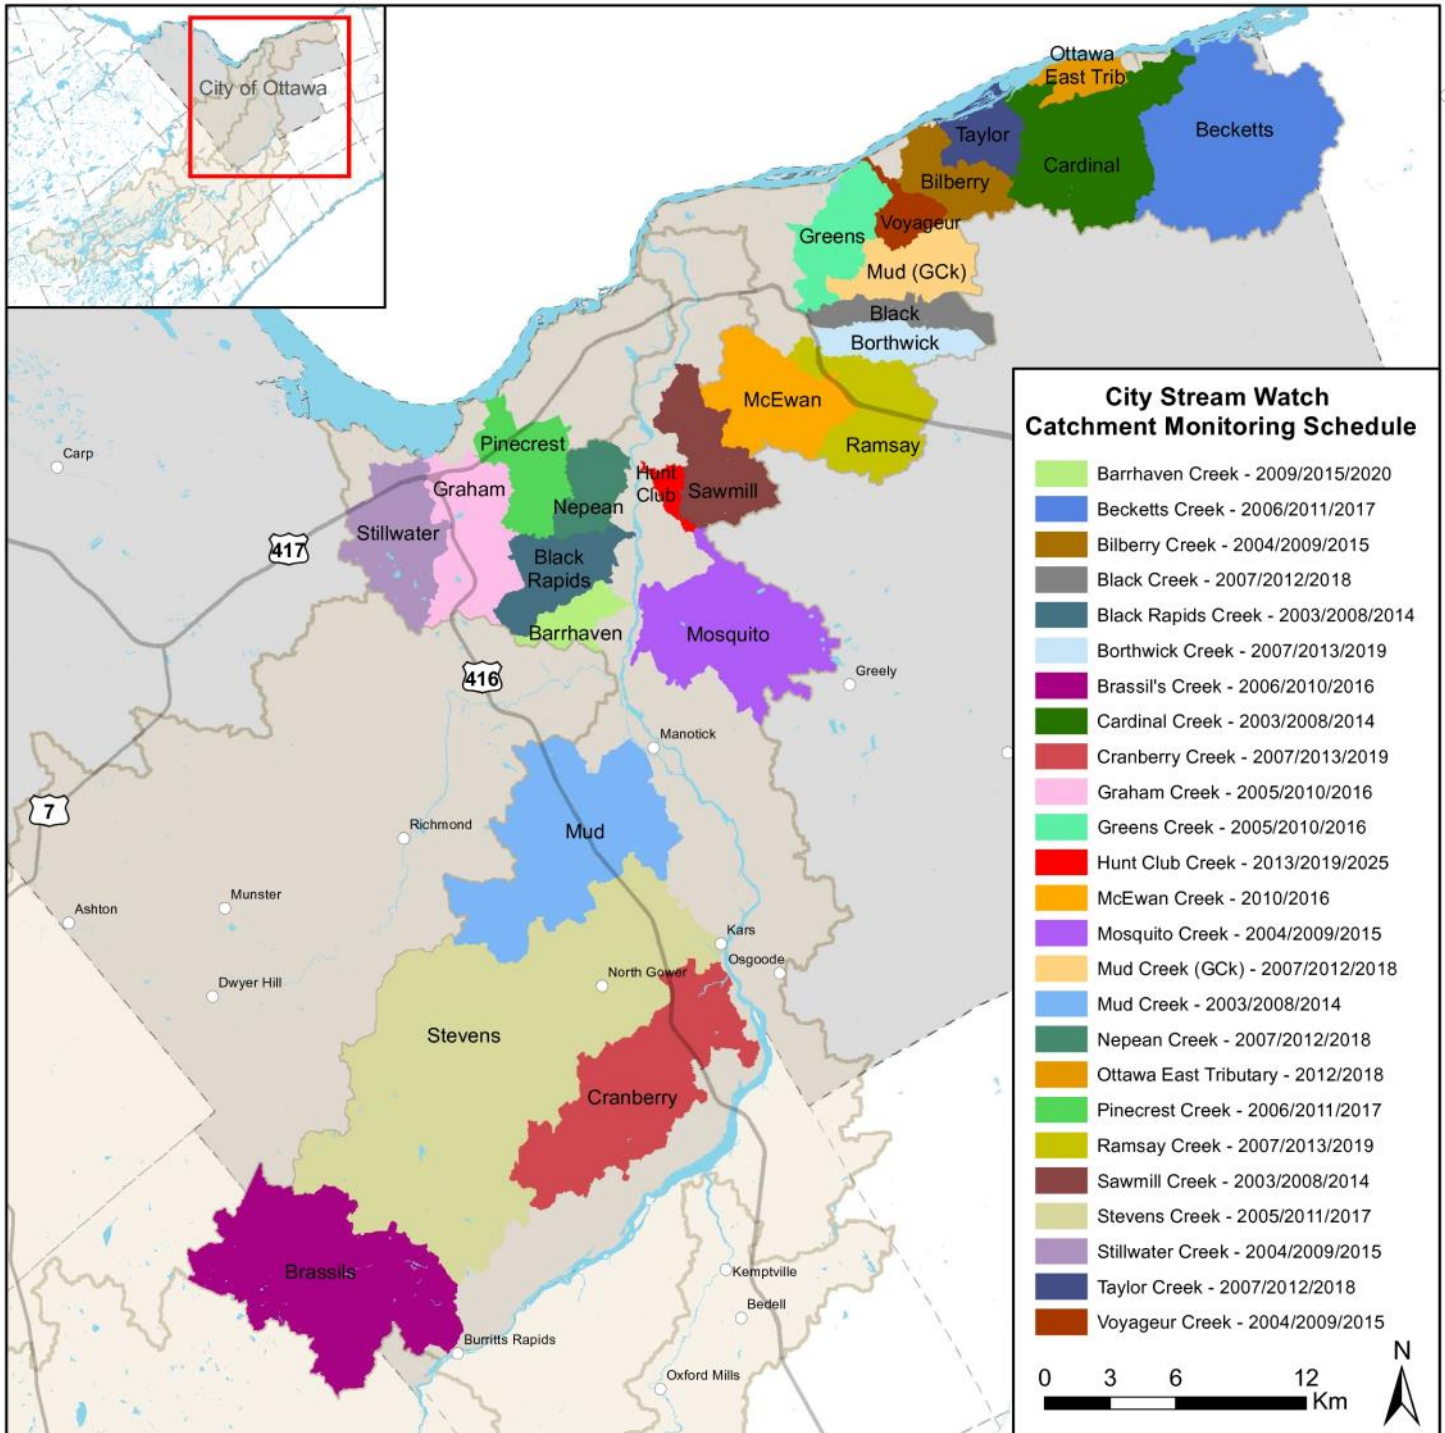 City of Ottawa
Ottawa
East Trib
Becketts
Taylor
Cardinal
Bilberry
Voyageur
Greens
Mud (GCk)
Black
Borthwick
McEwan
Ramsay
Carp
Pinecrest
Hunt
Club
Sawmill
Graham
Nepean
Stillwater
417
Black
Rapids
Barrhaven
Mosquito
416
Greely
Manotick
7
Richmond
Mud
Munster
Ashton
Kars
Osgoode
North Gower
Dwyer Hill
Stevens
Cranberry
Brassils
Kemptville
Bedell
Burritts Rapids
Oxford Mills
City Stream Watch
Catchment Monitoring Schedule
Barrhaven Creek - 2009/2015/2020
Becketts Creek - 2006/2011/2017
Bilberry Creek - 2004/2009/2015
Black Creek - 2007/2012/2018
Black Rapids Creek - 2003/2008/2014
Borthwick Creek - 2007/2013/2019
Brassil's Creek - 2006/2010/2016
Cardinal Creek - 2003/2008/2014
Cranberry Creek - 2007/2013/2019
Graham Creek - 2005/2010/2016
Greens Creek - 2005/2010/2016
Hunt Club Creek - 2013/2019/2025
McEwan Creek - 2010/2016
Mosquito Creek - 2004/2009/2015
Mud Creek (GCk) - 2007/2012/2018
Mud Creek - 2003/2008/2014
Nepean Creek - 2007/2012/2018
Ottawa East Tributary - 2012/2018
Pinecrest Creek - 2006/2011/2017
Ramsay Creek - 2007/2013/2019
Sawmill Creek - 2003/2008/2014
Stevens Creek - 2005/2011/2017
Stillwater Creek - 2004/2009/2015
Taylor Creek - 2007/2012/2018
Voyageur Creek - 2004/2009/2015
N
0 3 6 12
Km